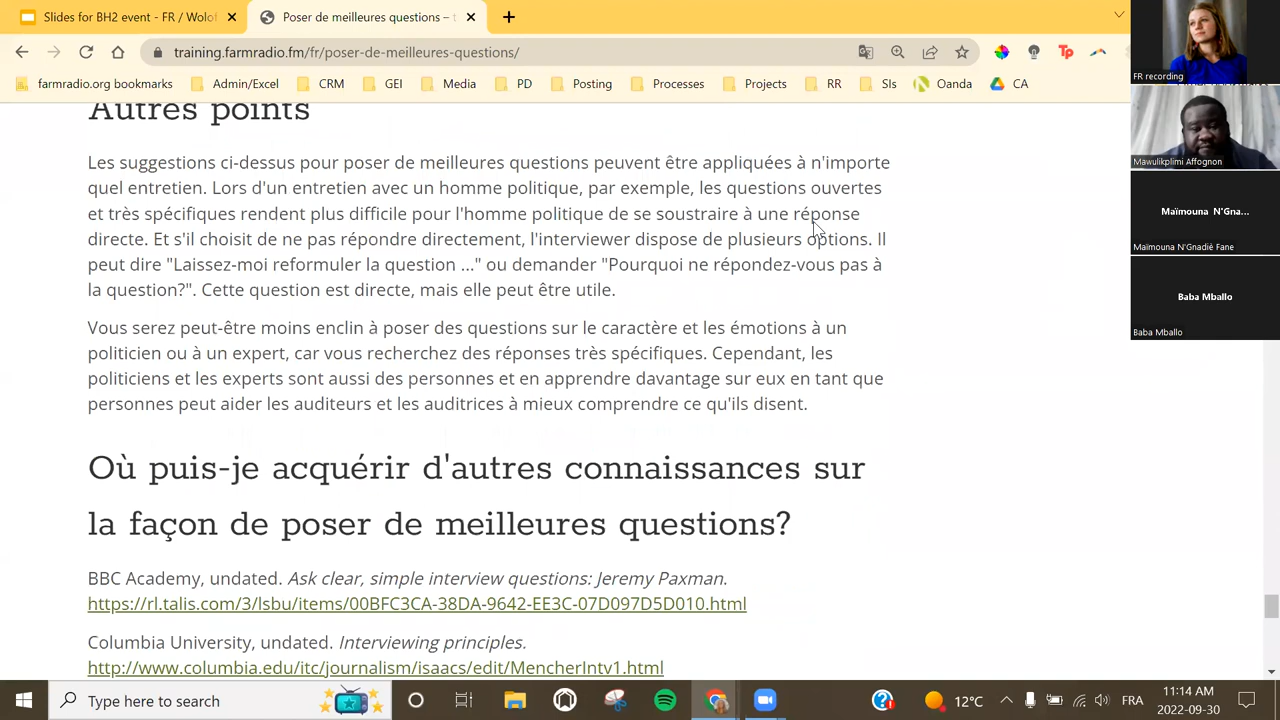 Slides for BH2 event - FR / Wolof
Poser de meilleures questions –
training.farmradio.fm/fr/poser-de-meilleures-questions/
farmradio.org bookmarks
Admin/Excel
CRM
GEI
Media
PD
Posting
Processes
Projects
RR
SIs
Oanda
CA
Autres points
Les suggestions ci-dessus pour poser de meilleures questions peuvent être appliquées à n'importe
quel entretien. Lors d'un entretien avec un homme politique, par exemple, les questions ouvertes
et très spécifiques rendent plus difficile pour l'homme politique de se soustraire à une réponse
directe. Et s'il choisit de ne pas répondre directement, l'interviewer dispose de plusieurs options. Il
peut dire "Laissez-moi reformuler la question ..." ou demander "Pourquoi ne répondez-vous pas à
la question?". Cette question est directe, mais elle peut être utile.
Vous serez peut-être moins enclin à poser des questions sur le caractère et les émotions à un
politicien ou à un expert, car vous recherchez des réponses très spécifiques. Cependant, les
politiciens et les experts sont aussi des personnes et en apprendre davantage sur eux en tant que
personnes peut aider les auditeurs et les auditrices à mieux comprendre ce qu'ils disent.
Où puis-je acquérir d'autres connaissances sur
la façon de poser de meilleures questions?
BBC Academy, undated. Ask clear, simple interview questions: Jeremy Paxman.
https://rl.talis.com/3/lsbu/items/00BFC3CA-38DA-9642-EE3C-07D097D5D010.html
Columbia University, undated. Interviewing principles.
http://www.columbia.edu/itc/journalism/isaacs/edit/MencherIntv1.html
FR recording
Mawulikplimi Affognon
Maïmouna N'Gna...
Maïmouna N'Gnadiè Fane
Baba Mballo
Baba Mballo
Type here to search
12°C
FRA
11:14 AM
2022-09-30